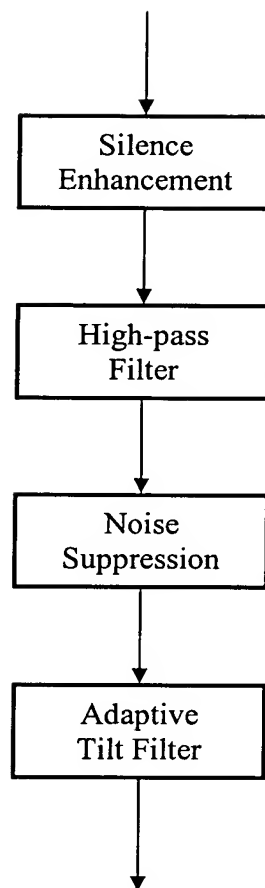 Silence
Enhancement
High-pass
Filter
Noise
Suppression
Adaptive
Tilt Filter